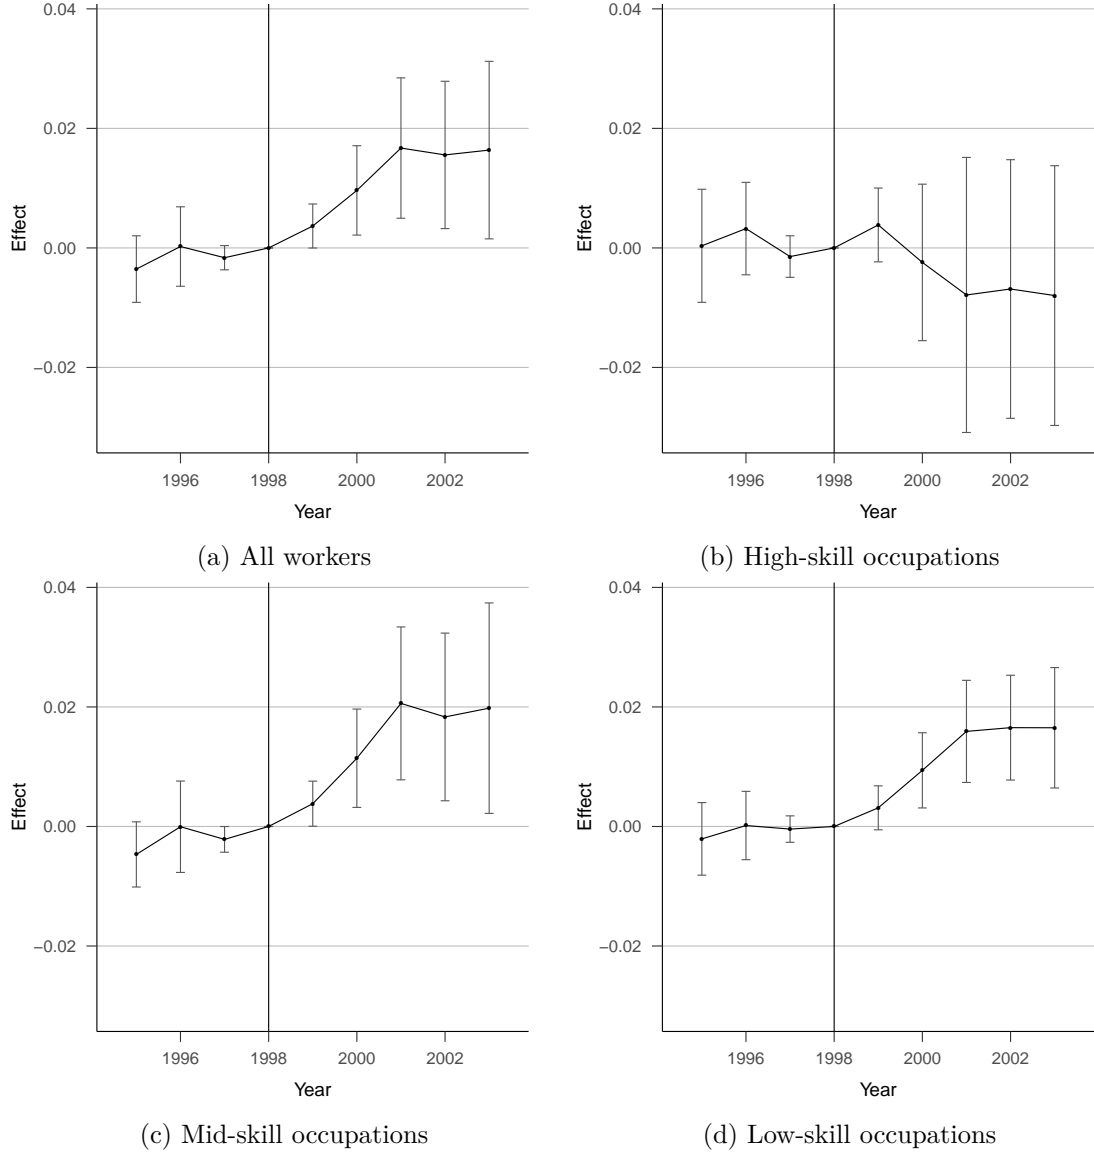 0.04
0.02
0.00
−0.02
Effect
1996 1998 2000 2002
Year
(a) All workers
0.04
0.02
0.00
−0.02
Effect
1996 1998 2000 2002
Year
(b) High-skill occupations
0.04
0.02
0.00
−0.02
Effect
1996 1998 2000 2002
Year
(c) Mid-skill occupations
0.04
0.02
0.00
−0.02
Effect
1996 1998 2000 2002
Year
(d) Low-skill occupations